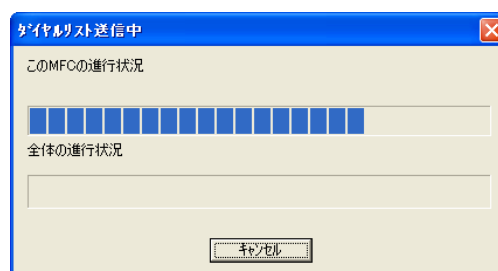 ﾀﾞｲﾔﾙﾘｽﾄ送信中
このMFCの進行状況
全体の進行状況
ｷｬﾝｾﾙ